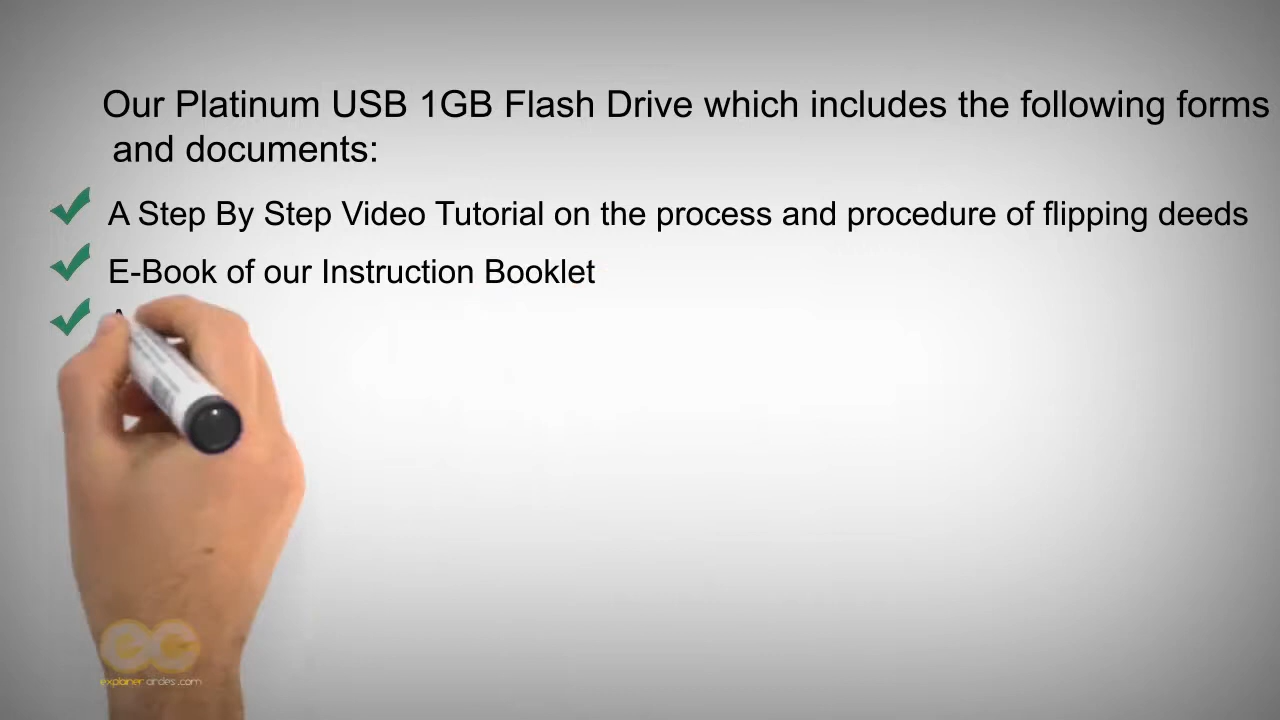 Our Platinum USB 1GB Flash Drive which includes the following forms
and documents:
A Step By Step Video Tutorial on the process and procedure of flipping deeds
E-Book of our Instruction Booklet
A